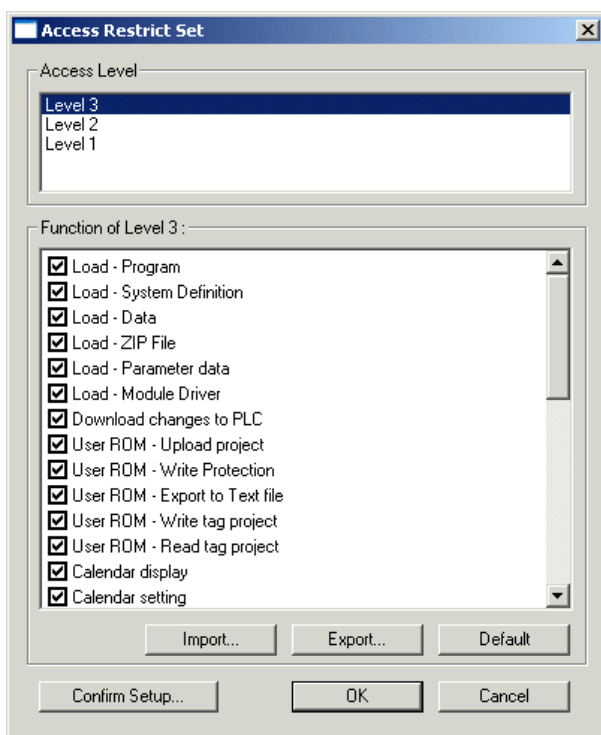 Access Restrict Set
Access Level
Level 3
Level 2
Level 1
Function of Level 3 :
Load - Program
Load - System Definition
Load - Data
Load - ZIP File
Load - Parameter data
Load - Module Driver
Download changes to PLC
User ROM - Upload project
User ROM - Write Protection
User ROM - Export to Text file
User ROM - Write tag project
User ROM - Read tag project
Calendar display
Calendar setting
Import... Export... Default
Confirm Setup... OK Cancel